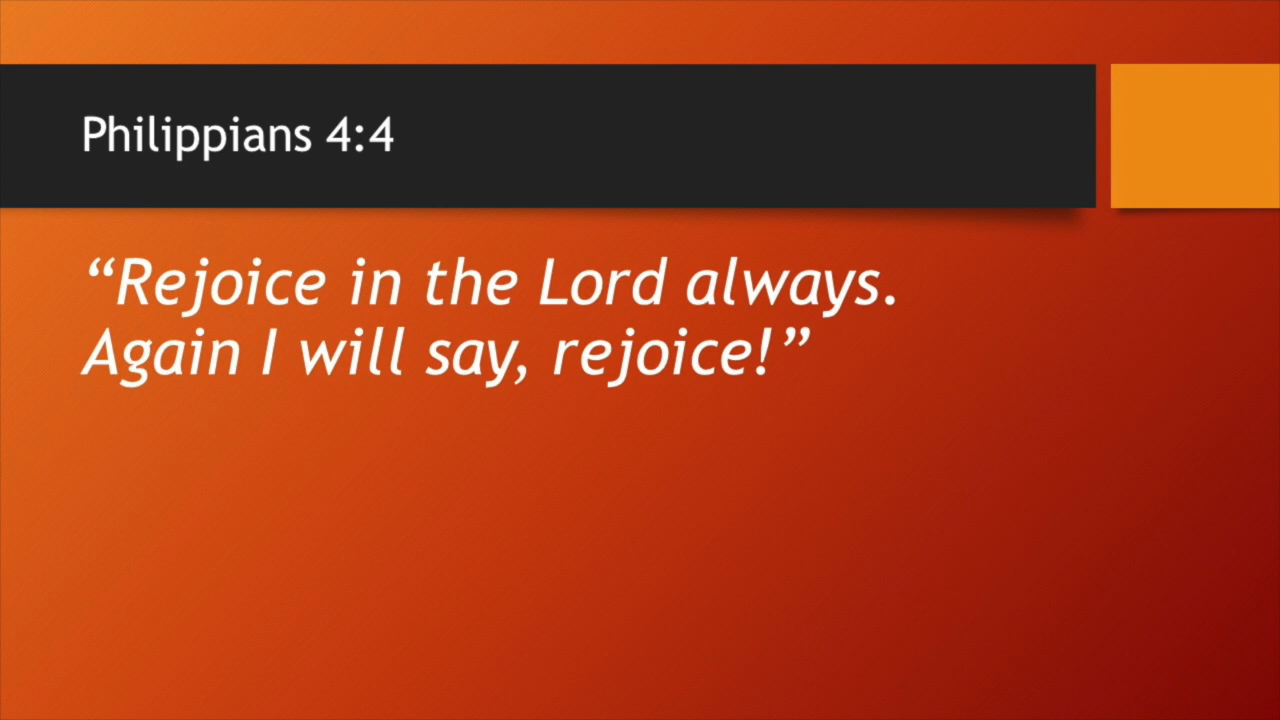 Philippians 4:4
“Rejoice in the Lord always.
Again I will say, rejoice!”